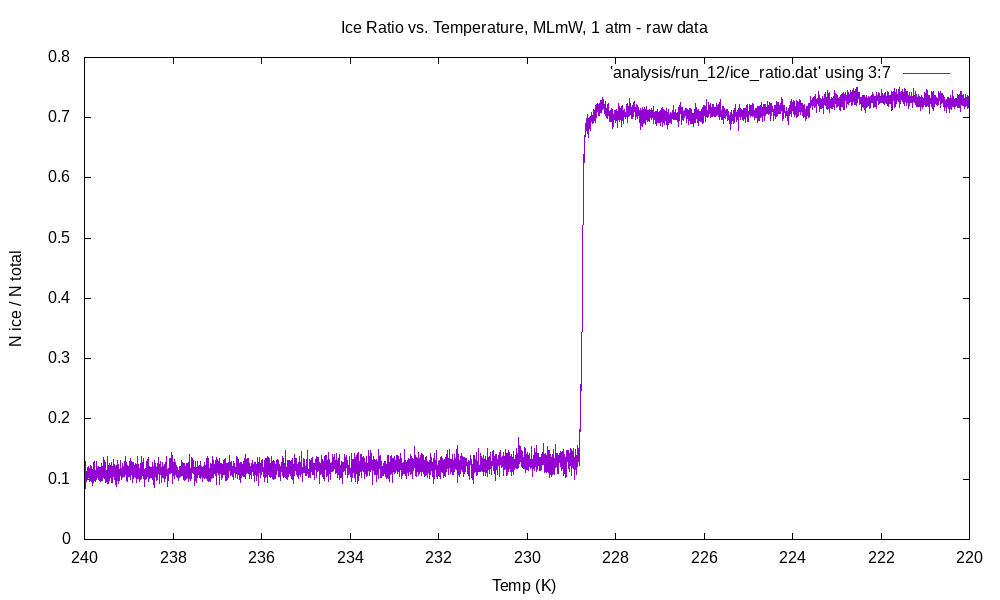 Ice Ratio vs. Temperature, MLmW, 1 atm - raw data
'analysis/run_12/ice_ratio.dat' using 3:7
N ice / N total
0.8
0.7
0.6
0.5
0.4
0.3
0.2
0.1
0
240 238 236 234 232 230 228 226 224 222 220
Temp (K)